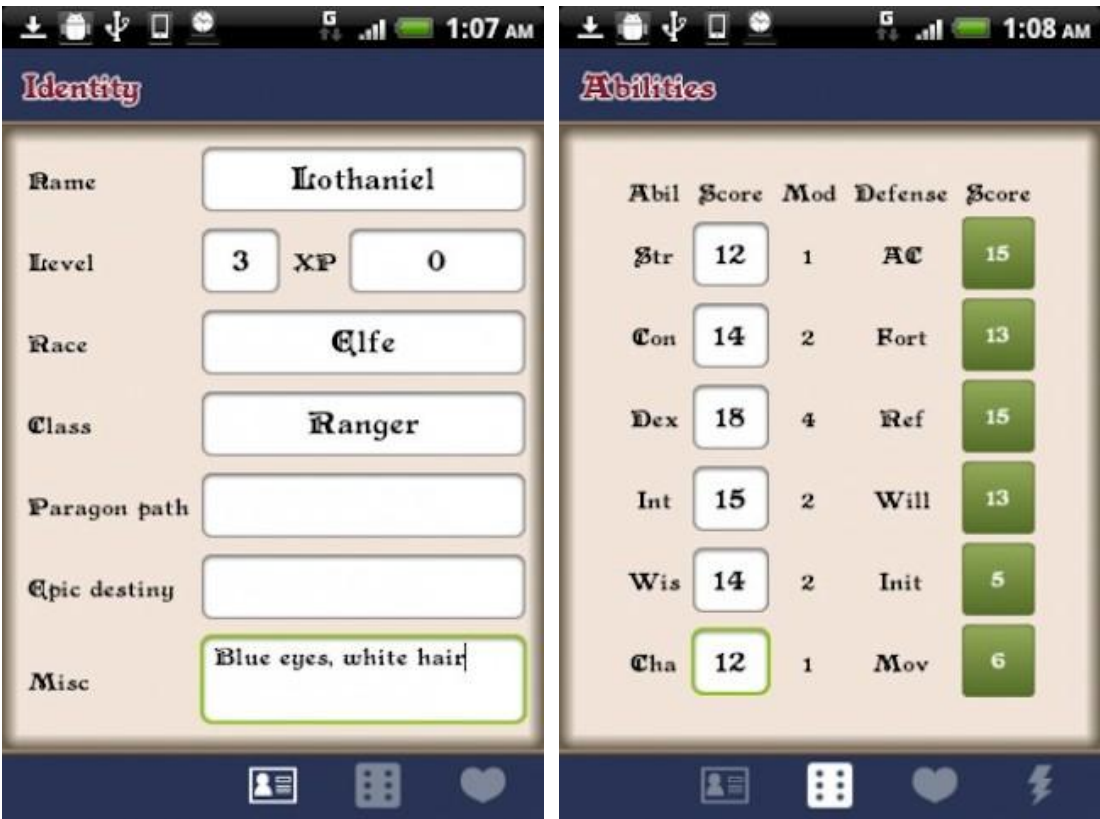 G
1:07 AM
Identity
Name Lothaniel
Level 3 XP 0
Race Elfe
Class Ranger
Paragon path
Epic destiny
Misc Blue eyes, white hair
G
1:08 AM
Abilities
Abil Score Mod Defense Score
Str 12 1 AC 15
Con 14 2 Fort 13
Dex 18 4 Ref 15
Int 15 2 Will 13
Wis 14 2 Init 5
Cha 12 1 Mov 6